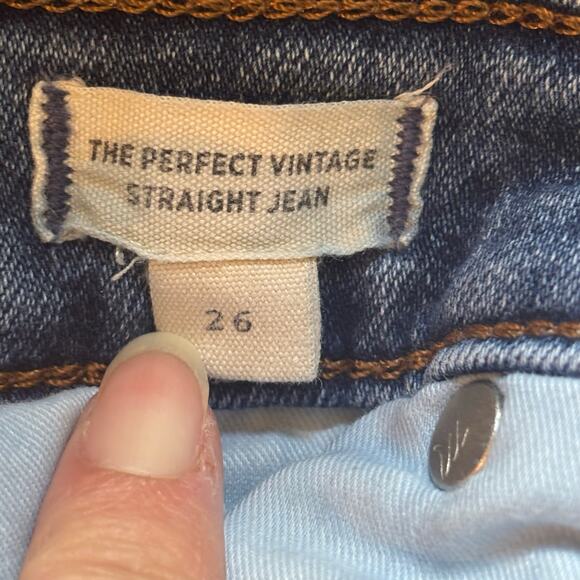 THE PERFECT VINTAGE
STRAIGHT JEAN
26